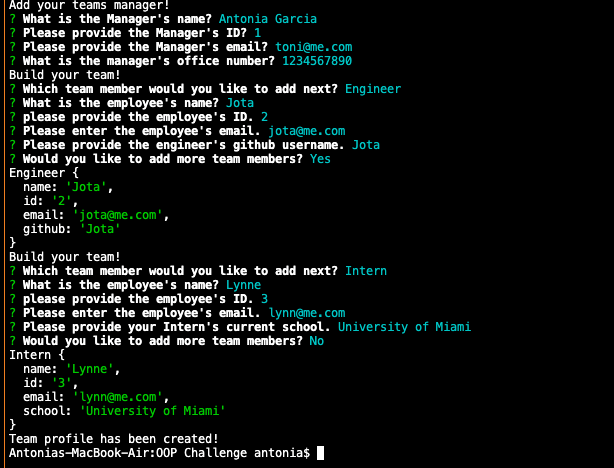 Add your teams manager!
? What is the Manager's name? Antonia Garcia
? Please provide the Manager's ID? 1
? Please provide the Manager's email? toni@me.com
? What is the manager's office number? 1234567890
Build your team!
? Which team member would you like to add next? Engineer
? What is the employee's name? Jota
? please provide the employee's ID. 2
? Please enter the employee's email. jota@me.com
? Please provide the engineer's github username. Jota
? Would you like to add more team members? Yes
Engineer {
  name: 'Jota',
  id: '2',
  email: 'jota@me.com',
  github: 'Jota'
}
Build your team!
? Which team member would you like to add next? Intern
? What is the employee's name? Lynne
? please provide the employee's ID. 3
? Please enter the employee's email. lynn@me.com
? Please provide your Intern's current school. University of Miami
? Would you like to add more team members? No
Intern {
  name: 'Lynne',
  id: '3',
  email: 'lynn@me.com',
  school: 'University of Miami'
}
Team profile has been created!
Antonias-MacBook-Air:OOP Challenge antonia$